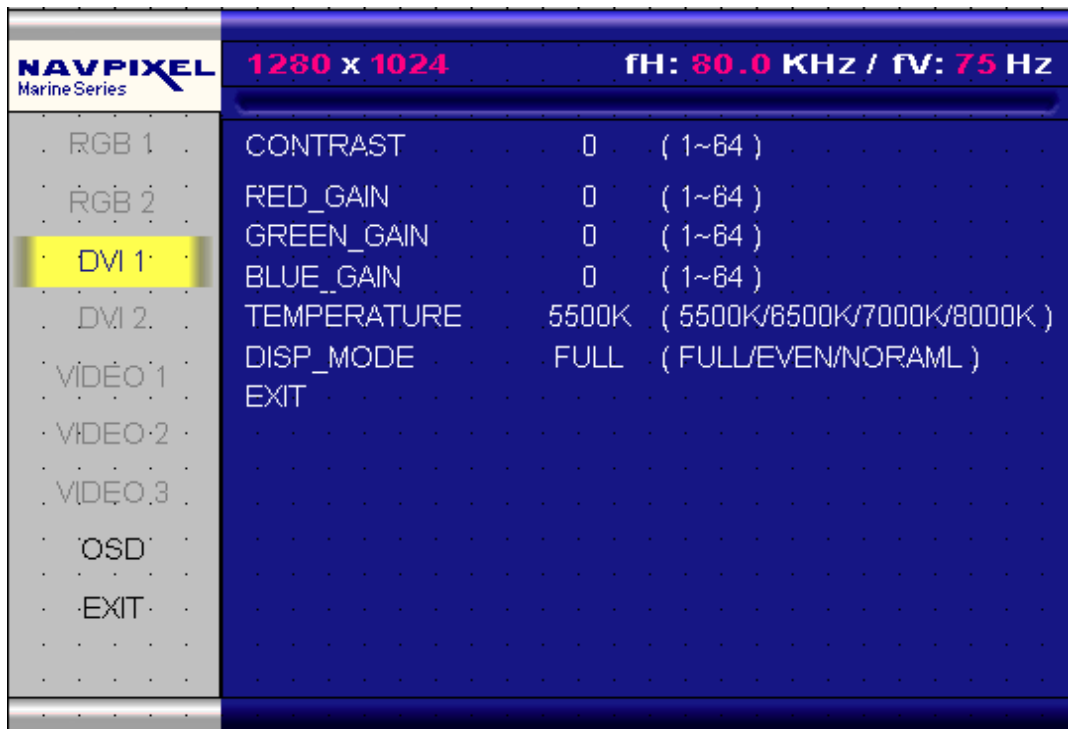 NAVPIXEL
Marine Series
1280 x 1024 fH: 80.0 KHz / fV: 75 Hz
RGB 1
RGB 2
DVI 1
DVI 2
VIDEO 1
VIDEO 2
VIDEO 3
OSD
EXIT
CONTRAST 0 ( 1~64 )
RED_GAIN 0 ( 1~64 )
GREEN_GAIN 0 ( 1~64 )
BLUE_GAIN 0 ( 1~64 )
TEMPERATURE 5500K ( 5500K/6500K/7000K/8000K )
DISP_MODE FULL ( FULL/EVEN/NORAML )
EXIT